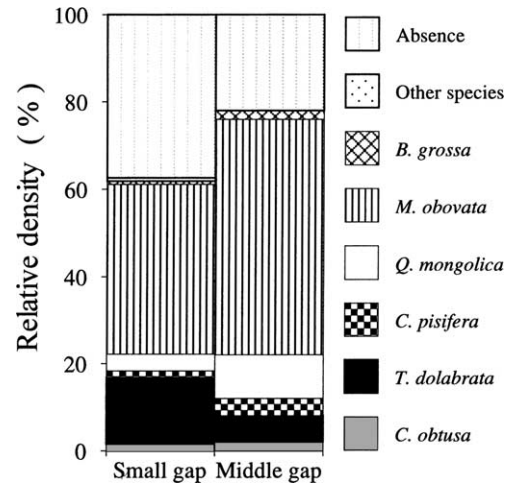 Relative density ( % )
100
80
60
40
20
0
Small gap
Middle gap
Absence
Other species
B. grossa
M. obovata
Q. mongolica
C. pisifera
T. dolabrata
C. obtusa